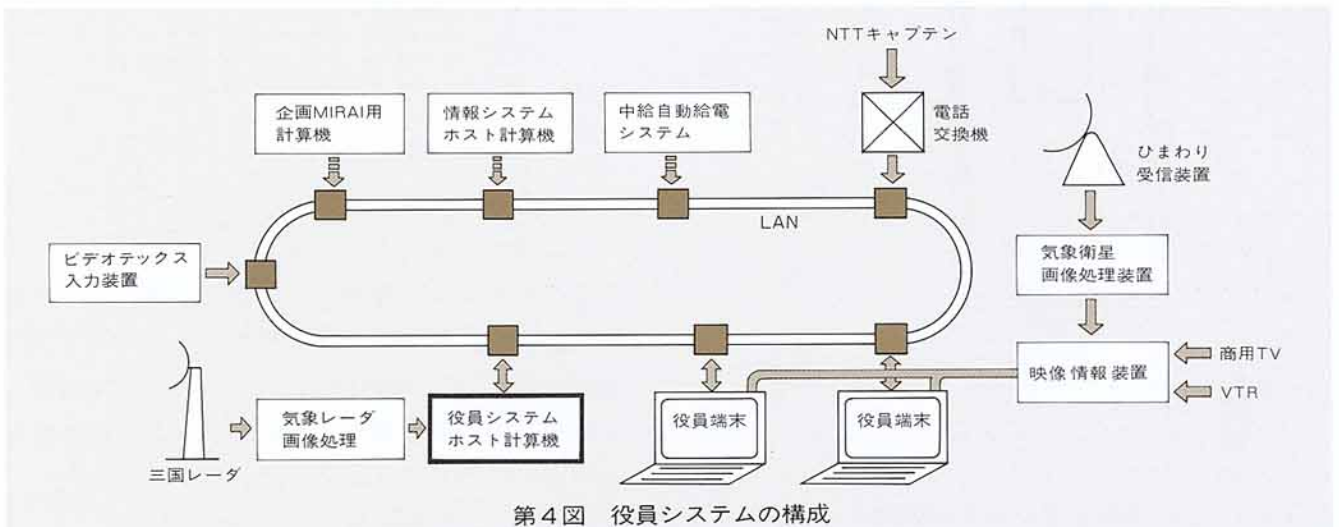 NTTキャプテン
企画MIRAI用
計算機
情報システム
ホスト計算機
中給自動給電
システム
電話
交換機
ひまわり
受信装置
LAN
ビデオテックス
入力装置
気象衛星
画像処理装置
商用TV
映像情報装置
VTR
気象レーダ
画像処理
役員システム
ホスト計算機
役員端末
役員端末
三国レーダ
第4図 役員システムの構成